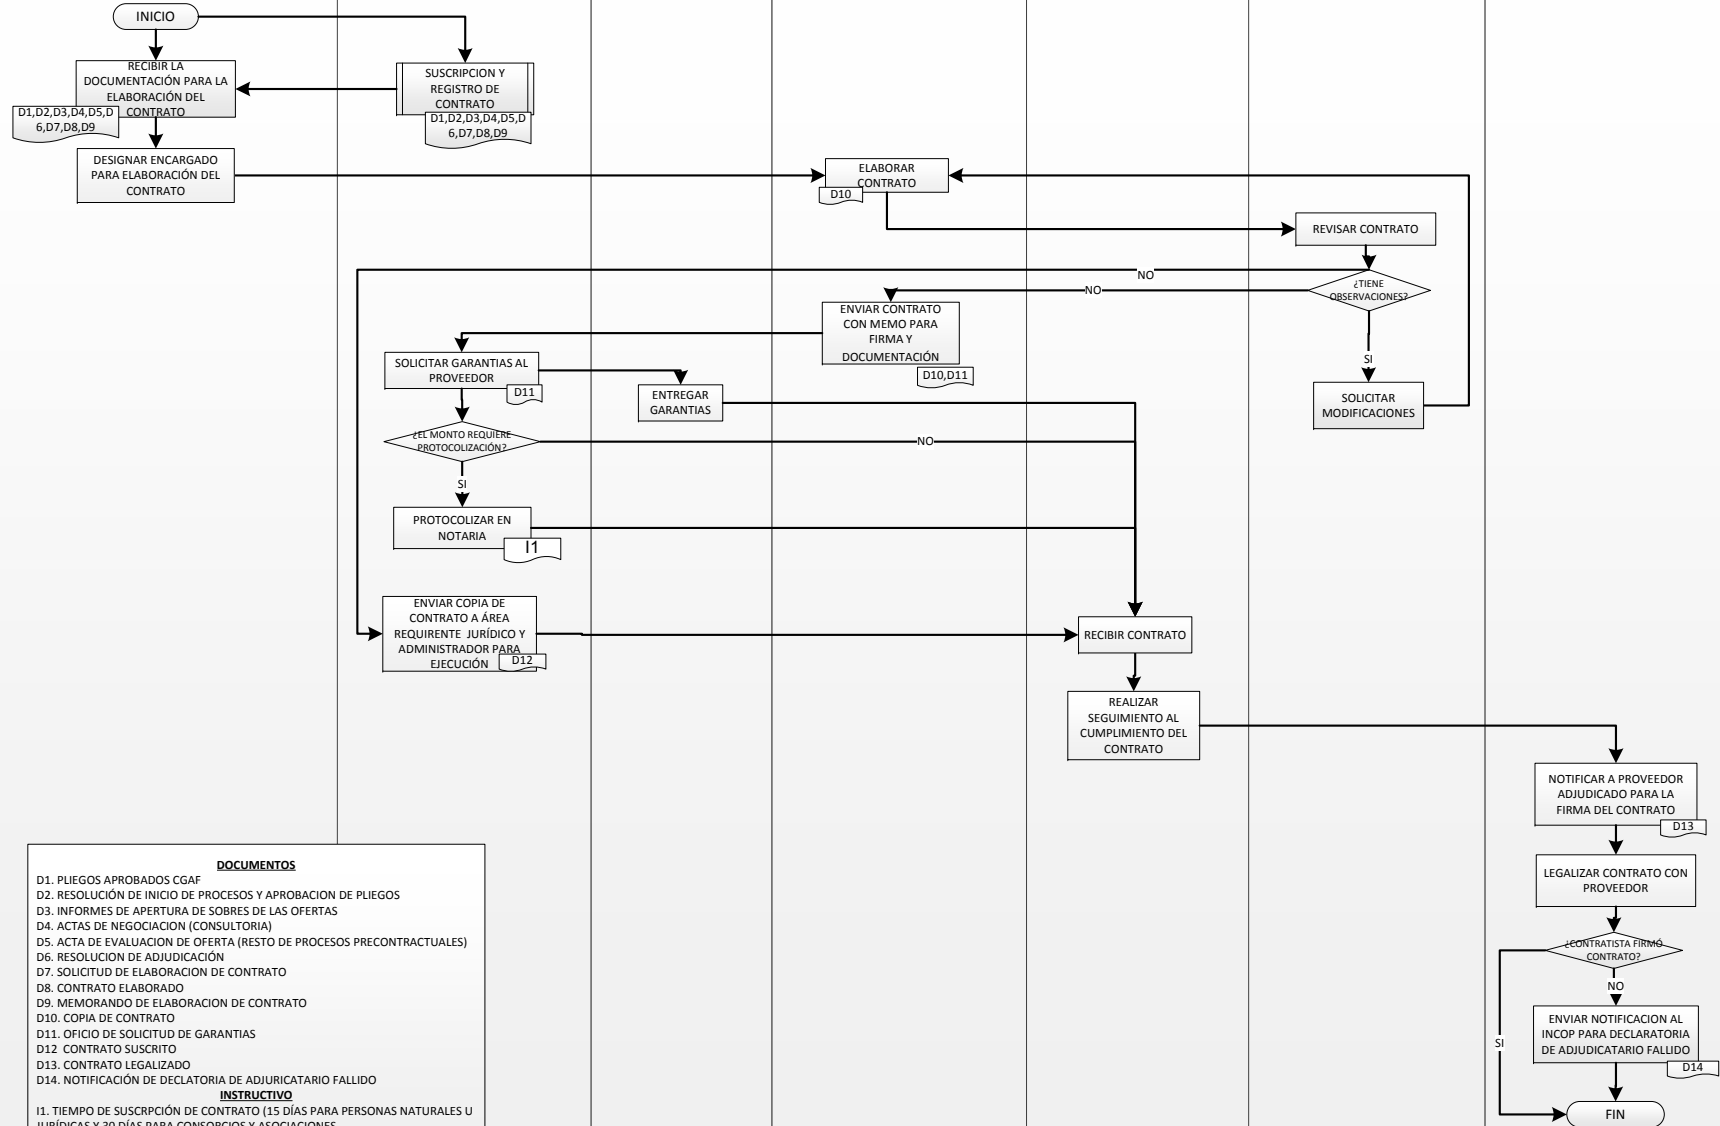 INICIO
RECIBIR LA
DOCUMENTACIÓN PARA LA
ELABORACIÓN DEL
CONTRATO
D1,D2,D3,D4,D5,D
6,D7,D8,D9
SUSCRIPCION Y
REGISTRO DE
CONTRATO
D1,D2,D3,D4,D5,D
6,D7,D8,D9
DESIGNAR ENCARGADO
PARA ELABORACIÓN DEL
CONTRATO
ELABORAR
CONTRATO
D10
REVISAR CONTRATO
NO
¿TIENE
OBSERVACIONES?
NO
ENVIAR CONTRATO
CON MEMO PARA
FIRMA Y
DOCUMENTACIÓN
D10,D11
SI
SOLICITAR
MODIFICACIONES
SOLICITAR GARANTIAS AL
PROVEEDOR
D11
ENTREGAR
GARANTIAS
¿EL MONTO REQUIERE
PROTOCOLIZACIÓN?
NO
SI
PROTOCOLIZAR EN
NOTARIA
I1
ENVIAR COPIA DE
CONTRATO A ÁREA
REQUIRENTE  JURÍDICO Y
ADMINISTRADOR PARA
EJECUCIÓN
D12
RECIBIR CONTRATO
REALIZAR
SEGUIMIENTO AL
CUMPLIMIENTO DEL
CONTRATO
NOTIFICAR A PROVEEDOR
ADJUDICADO PARA LA
FIRMA DEL CONTRATO
D13
LEGALIZAR CONTRATO CON
PROVEEDOR
¿CONTRATISTA FIRMÓ
CONTRATO?
NO
SI
ENVIAR NOTIFICACION AL
INCOP PARA DECLARATORIA
DE ADJUDICATARIO FALLIDO
D14
FIN
DOCUMENTOS
D1. PLIEGOS APROBADOS CGAF
D2. RESOLUCIÓN DE INICIO DE PROCESOS Y APROBACION DE PLIEGOS
D3. INFORMES DE APERTURA DE SOBRES DE LAS OFERTAS
D4. ACTAS DE NEGOCIACION (CONSULTORIA)
D5. ACTA DE EVALUACION DE OFERTA (RESTO DE PROCESOS PRECONTRACTUALES)
D6. RESOLUCION DE ADJUDICACIÓN
D7. SOLICITUD DE ELABORACION DE CONTRATO
D8. CONTRATO ELABORADO
D9. MEMORANDO DE ELABORACION DE CONTRATO
D10. COPIA DE CONTRATO
D11. OFICIO DE SOLICITUD DE GARANTIAS
D12  CONTRATO SUSCRITO
D13. CONTRATO LEGALIZADO
D14. NOTIFICACIÓN DE DECLATORIA DE ADJURICATARIO FALLIDO
INSTRUCTIVO
I1. TIEMPO DE SUSCRPCIÓN DE CONTRATO (15 DÍAS PARA PERSONAS NATURALES U
JURÍDICAS Y 30 DÍAS PARA CONSORCIOS Y ASOCIACIONES